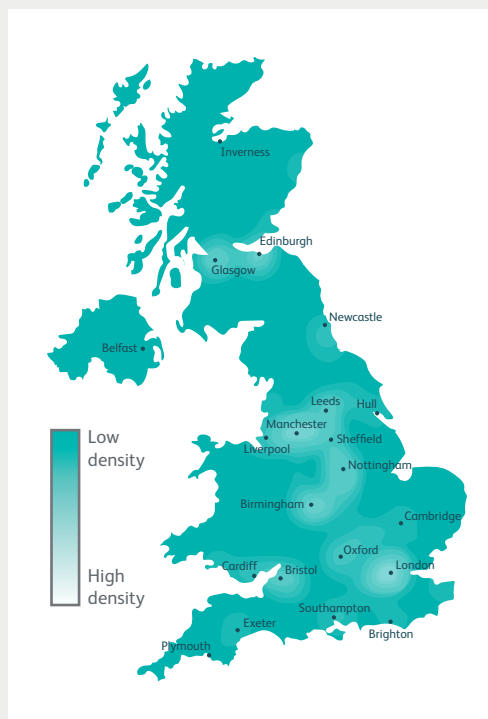 Inverness
Edinburgh
Glasgow
Newcastle
Belfast
Leeds
Hull
Manchester
Sheffield
Liverpool
Nottingham
Birmingham
Cambridge
Oxford
London
Cardiff
Bristol
Southampton
Brighton
Exeter
Plymouth
Low
density
High
density